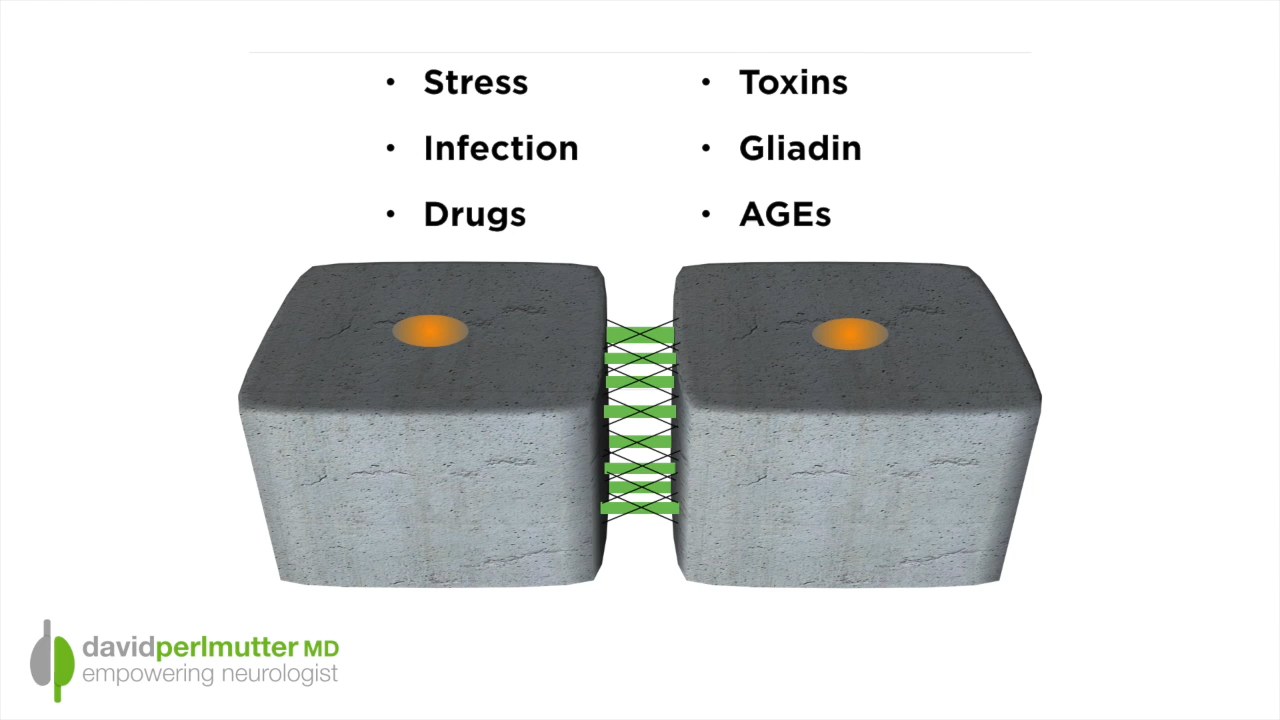 • Stress
• Infection
• Drugs
• Toxins
• Gliadin
• AGEs
davidperlmutter MD
empowering neurologist